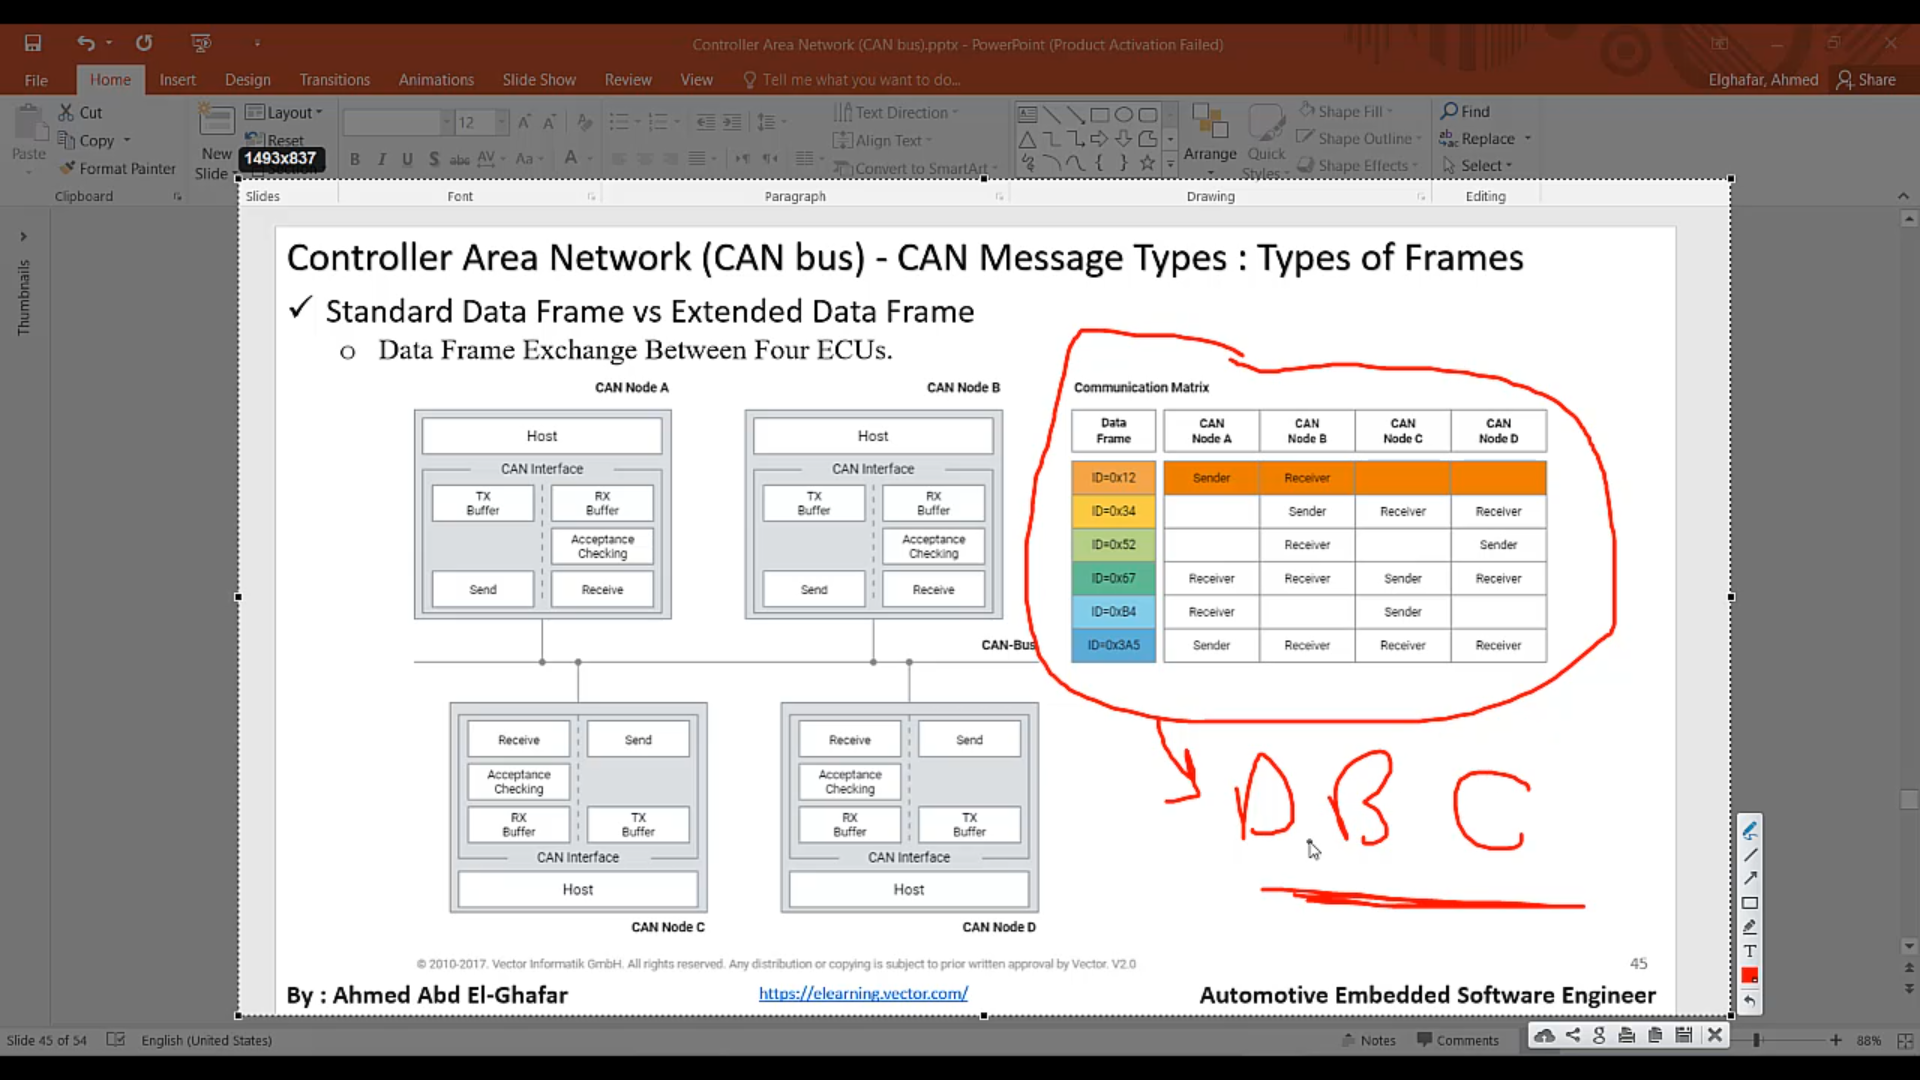 Controller Area Network (CAN bus).pptx - PowerPoint (Product Activation Failed)
File Home Insert Design Transitions Animations Slide Show Review View Tell me what you want to do... Elghafar, Ahmed Share
Paste
Cut
Copy
Format Painter
New
Slide
Layout
Reset
Section
12
Text Direction
Align Text
Convert to SmartArt
Arrange
Quick
Styles
Shape Fill
Shape Outline
Shape Effects
Find
Replace
Select
1493x837
Clipboard Slides Font Paragraph Drawing Editing
Thumbnails
Controller Area Network (CAN bus) - CAN Message Types : Types of Frames
✓ Standard Data Frame vs Extended Data Frame
o Data Frame Exchange Between Four ECUs.
CAN Node A
Host
CAN Interface
TX
Buffer
RX
Buffer
Acceptance
Checking
Send
Receive
CAN Node B
Host
CAN Interface
TX
Buffer
RX
Buffer
Acceptance
Checking
Send
Receive
CAN-Bus
Receive
Send
Acceptance
Checking
RX
Buffer
TX
Buffer
CAN Interface
Host
CAN Node C
Receive
Send
Acceptance
Checking
RX
Buffer
TX
Buffer
CAN Interface
Host
CAN Node D
Communication Matrix
Data
Frame
CAN
Node A
CAN
Node B
CAN
Node C
CAN
Node D
ID=0x12 Sender Receiver
ID=0x34 Sender Receiver Receiver
ID=0x52 Receiver Sender
ID=0x67 Receiver Receiver Sender Receiver
ID=0xB4 Receiver Sender
ID=0x3A5 Sender Receiver Receiver Receiver
DBC
© 2010-2017. Vector Informatik GmbH. All rights reserved. Any distribution or copying is subject to prior written approval by Vector. V2.0
45
By : Ahmed Abd El-Ghafar
https://elearning.vector.com/
Automotive Embedded Software Engineer
Slide 45 of 54 English (United States) Notes Comments 88%